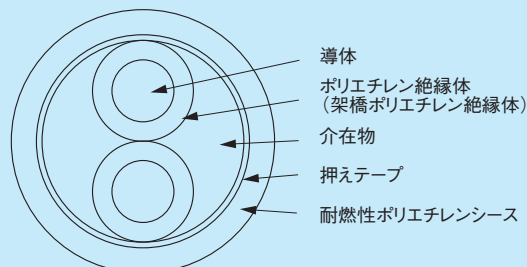 導体
ポリエチレン絶縁体
（架橋ポリエチレン絶縁体）
介在物
押えテープ
耐燃性ポリエチレンシース